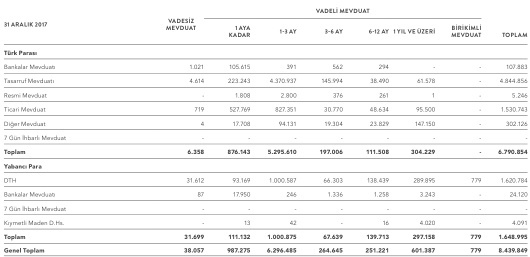 VADELİ MEVDUAT
31 ARALIK 2017 VADESİZ MEVDUAT 1 AYA KADAR 1-3 AY 3-6 AY 6-12 AY 1 YIL VE ÜZERİ BİRİKİMLİ MEVDUAT TOPLAM
Türk Parası
Bankalar Mevduatı 1.021 105.615 391 562 294 - - 107.883
Tasarruf Mevduatı 4.614 223.243 4.370.937 145.994 38.490 61.578 - 4.844.856
Resmi Mevduat - 1.808 2.800 376 261 1 - 5.246
Ticari Mevduat 719 527.769 827.351 30.770 48.634 95.500 - 1.530.743
Diğer Mevduat 4 17.708 94.131 19.304 23.829 147.150 - 302.126
7 Gün İhbarlı Mevduat - - - - - - - -
Toplam 6.358 876.143 5.295.610 197.006 111.508 304.229 - 6.790.854
Yabancı Para
DTH 31.612 93.169 1.000.587 66.303 138.439 289.895 779 1.620.784
Bankalar Mevduatı 87 17.950 246 1.336 1.258 3.243 - 24.120
7 Gün İhbarlı Mevduat - - - - - - - -
Kıymetli Maden D.Hs. - 13 42 - 16 4.020 - 4.091
Toplam 31.699 111.132 1.000.875 67.639 139.713 297.158 779 1.648.995
Genel Toplam 38.057 987.275 6.296.485 264.645 251.221 601.387 779 8.439.849